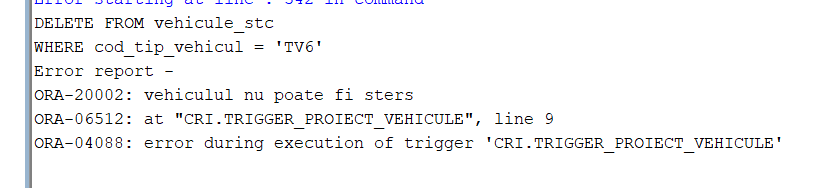 Error starting at line : 542 in command
DELETE FROM vehicule_stc
WHERE cod_tip_vehicul = 'TV6'
Error report -
ORA-20002: vehiculul nu poate fi sters
ORA-06512: at "CRI.TRIGGER_PROIECT_VEHICULE", line 9
ORA-04088: error during execution of trigger 'CRI.TRIGGER_PROIECT_VEHICULE'